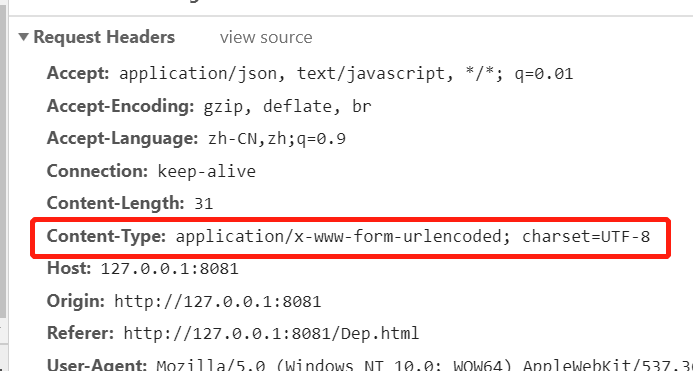 Request Headers view source
Accept: application/json, text/javascript, */*; q=0.01
Accept-Encoding: gzip, deflate, br
Accept-Language: zh-CN,zh;q=0.9
Connection: keep-alive
Content-Length: 31
Content-Type: application/x-www-form-urlencoded; charset=UTF-8
Host: 127.0.0.1:8081
Origin: http://127.0.0.1:8081
Referer: http://127.0.0.1:8081/Dep.html
User-Agent: Mozilla/5.0 (Windows NT 10.0; WOW64) AppleWebKit/537.3